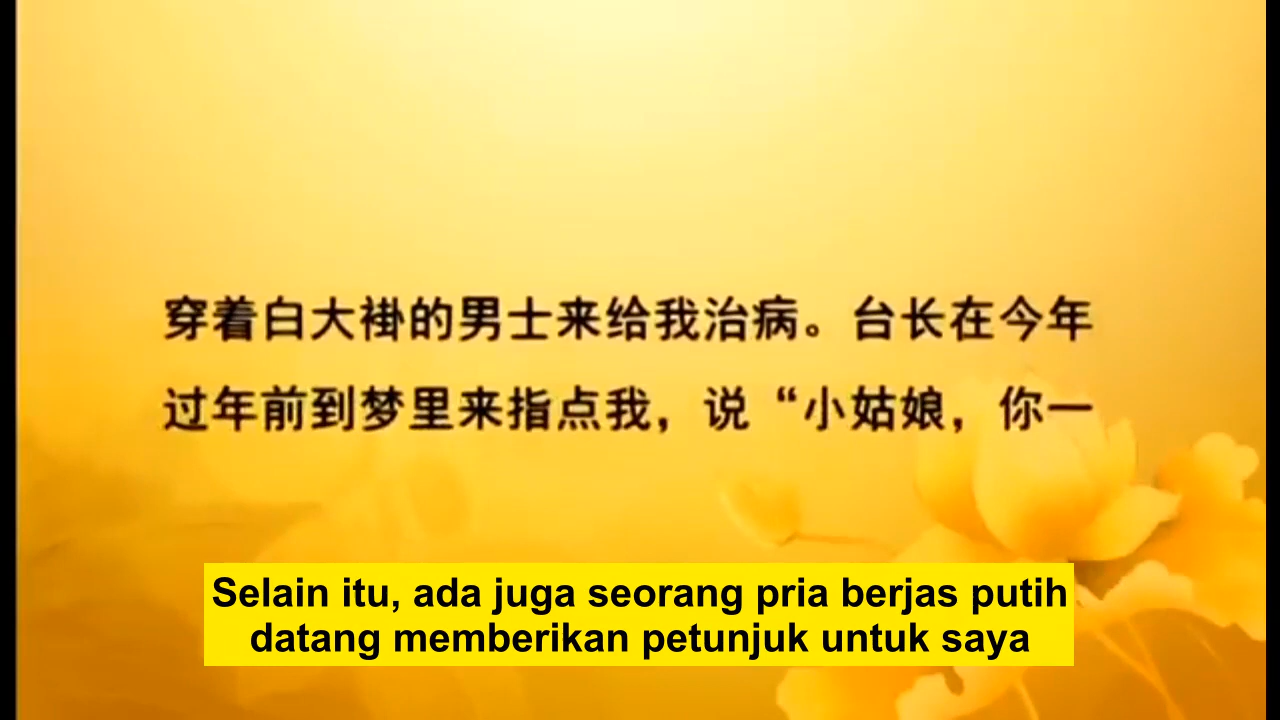 穿着白大褂的男士来给我治病。台长在今年
过年前到梦里来指点我，说“小姑娘，你一
Selain itu, ada juga seorang pria berjas putih
datang memberikan petunjuk untuk saya